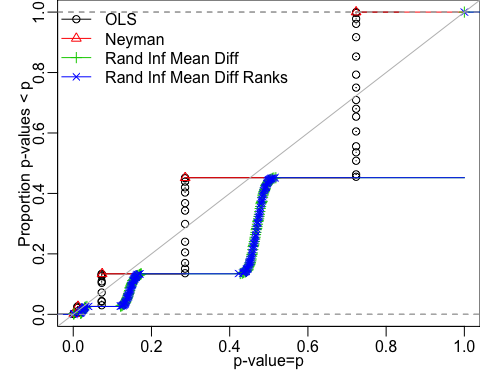 OLS
Neyman
Rand Inf Mean Diff
Rand Inf Mean Diff Ranks
Proportion p-values < p
0.0
0.2
0.4
0.6
0.8
1.0
0.0 0.2 0.4 0.6 0.8 1.0
p-value=p